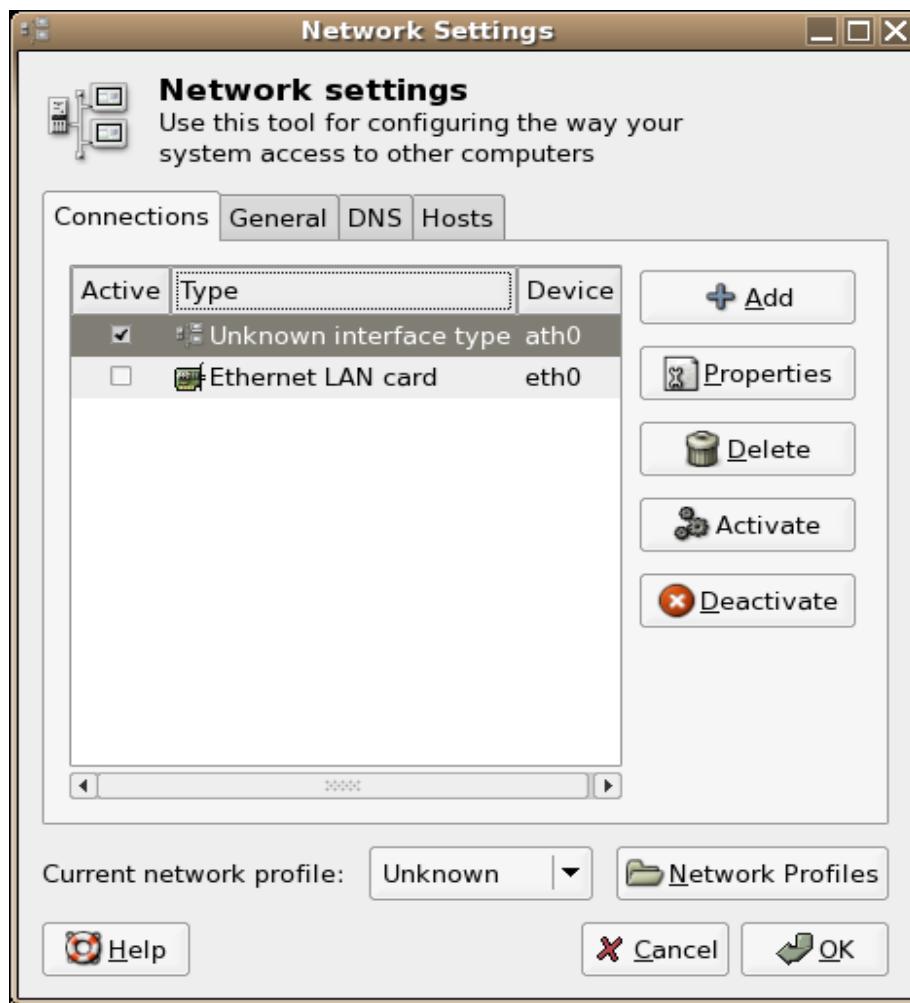 Network Settings
Network settings
Use this tool for configuring the way your
system access to other computers
Connections General DNS Hosts
Active Type Device
Unknown interface type ath0
Ethernet LAN card eth0
Add
Properties
Delete
Activate
Deactivate
Current network profile: Unknown Network Profiles
Help Cancel OK